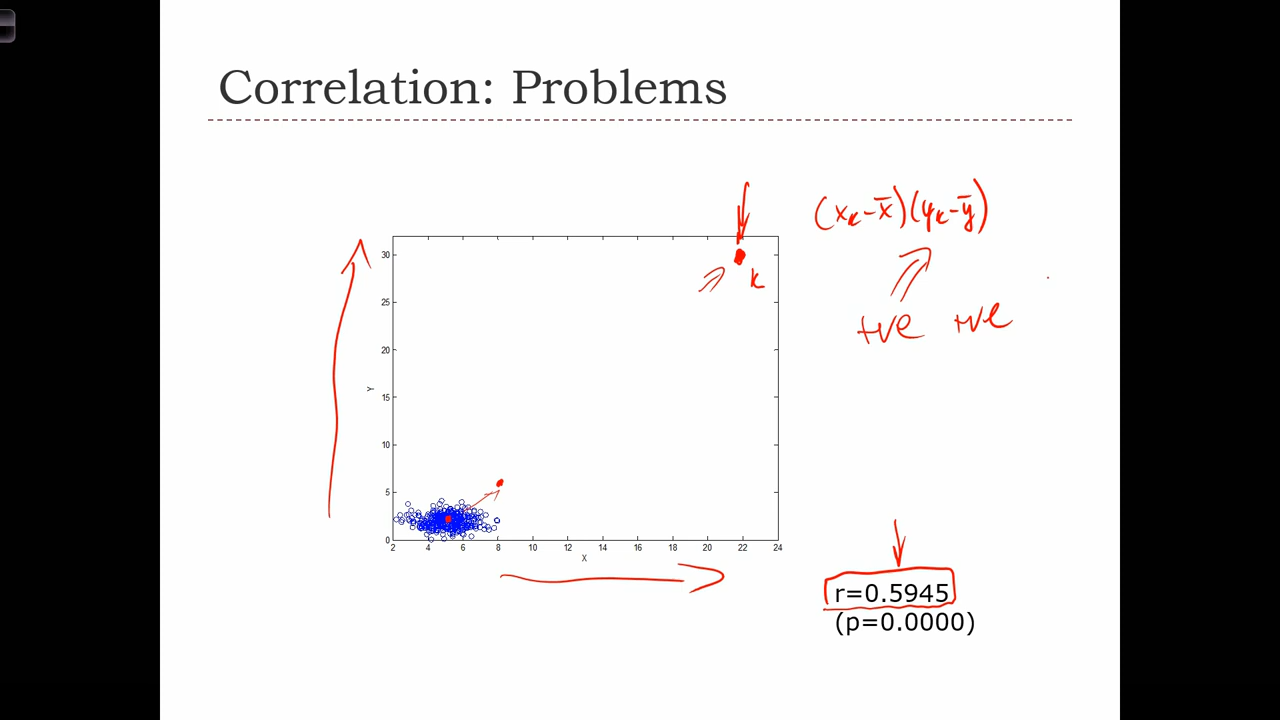 Correlation: Problems
(xₖ-x̄)(yₖ-ȳ)
k
+ve +ve
30
25
20
15
10
5
0
Y
2 4 6 8 10 12 14 16 18 20 22 24
X
r=0.5945
(p=0.0000)